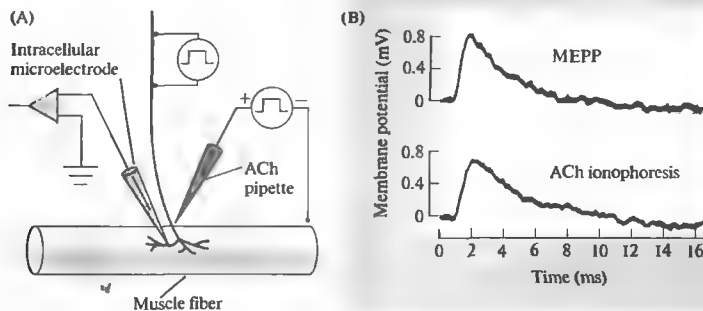 (A)
Intracellular
microelectrode
+
−
ACh
pipette
Muscle fiber
(B)
Membrane potential (mV)
0.8
0.4
0
MEPP
0.8
0.4
0
ACh ionophoresis
0 2 4 6 8 10 12 14 16
Time (ms)